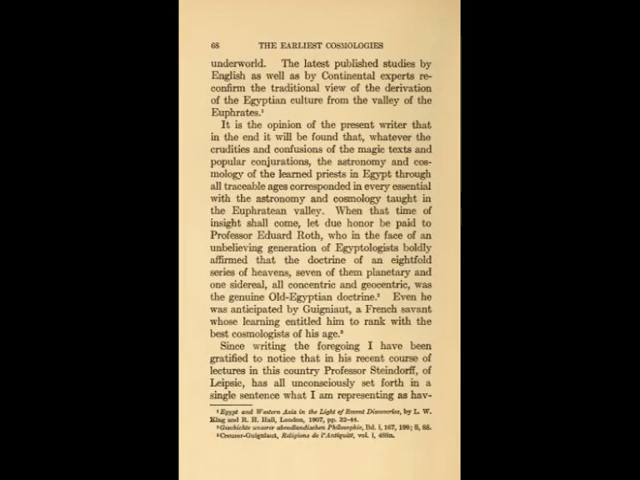 68 THE EARLIEST COSMOLOGIES
underworld. The latest published studies by
English as well as by Continental experts re-
confirm the traditional view of the derivation
of the Egyptian culture from the valley of the
Euphrates.¹
It is the opinion of the present writer that
in the end it will be found that, whatever the
crudities and confusions of the magic texts and
popular conjurations, the astronomy and cos-
mology of the learned priests in Egypt through
all traceable ages corresponded in every essential
with the astronomy and cosmology taught in
the Euphratean valley. When that time of
insight shall come, let due honor be paid to
Professor Eduard Roth, who in the face of an
unbelieving generation of Egyptologists boldly
affirmed that the doctrine of an eightfold
series of heavens, seven of them planetary and
one sidereal, all concentric and geocentric, was
the genuine Old-Egyptian doctrine.² Even he
was anticipated by Guigniaut, a French savant
whose learning entitled him to rank with the
best cosmologists of his age.³
Since writing the foregoing I have been
gratified to notice that in his recent course of
lectures in this country Professor Steindorff, of
Leipsic, has all unconsciously set forth in a
single sentence what I am representing as hav-
¹ Egypt and Western Asia in the Light of Recent Discoveries, by L. W.
King and R. H. Hall, London, 1907, pp. 32-44.
² Geschichte unserer abendländischen Philosophie, Bd. i, 167, 199; ii, 88.
³ Creuzer-Guigniaut, Religions de l'Antiquité, vol. i,